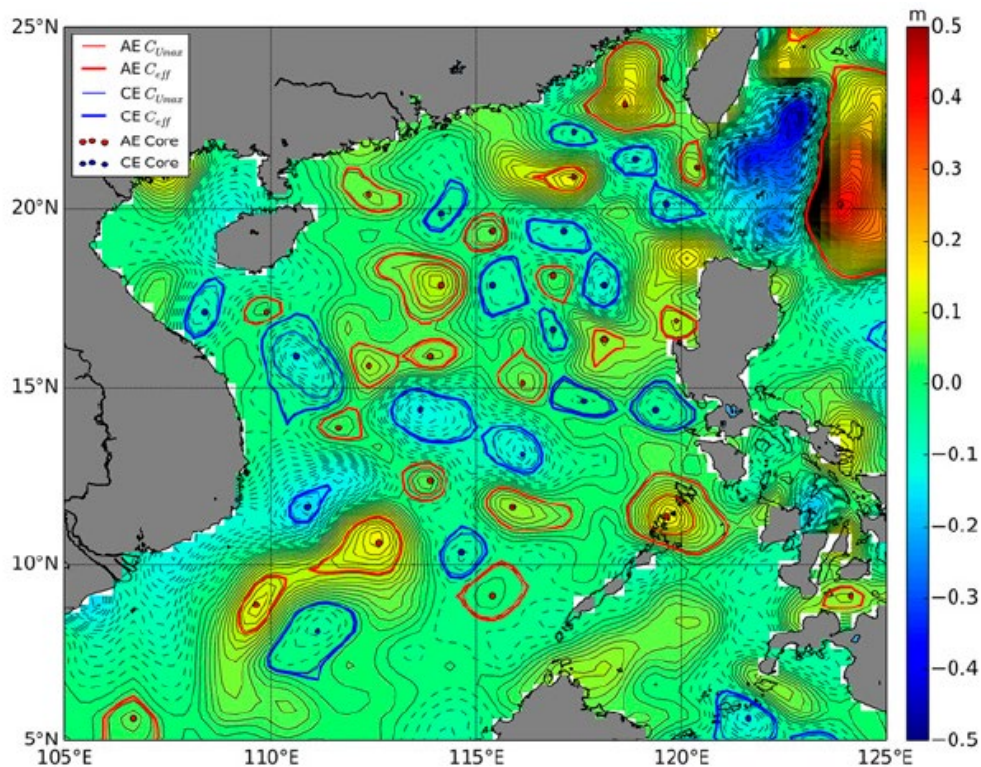 25°N
20°N
15°N
10°N
5°N
105°E
110°E
115°E
120°E
125°E
AE C_Umax
AE C_eff
CE C_Umax
CE C_eff
AE Core
CE Core
m
0.5
0.4
0.3
0.2
0.1
0.0
−0.1
−0.2
−0.3
−0.4
−0.5